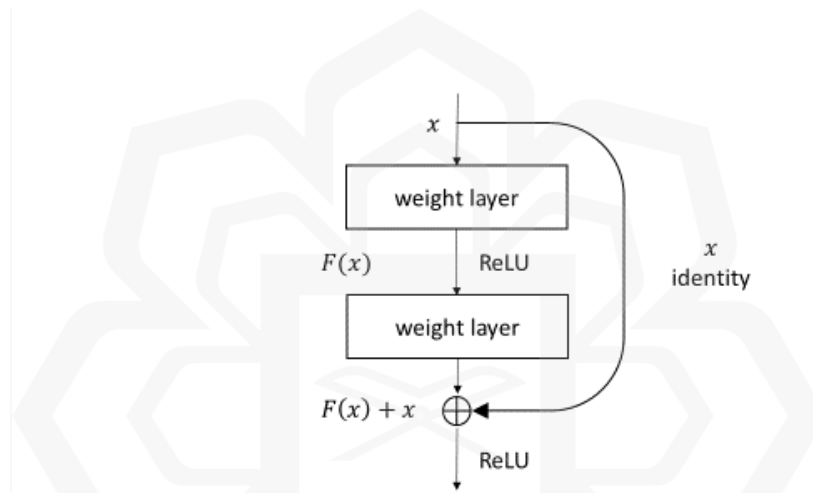 x
weight layer
F(x)
ReLU
x
identity
weight layer
F(x) + x
ReLU